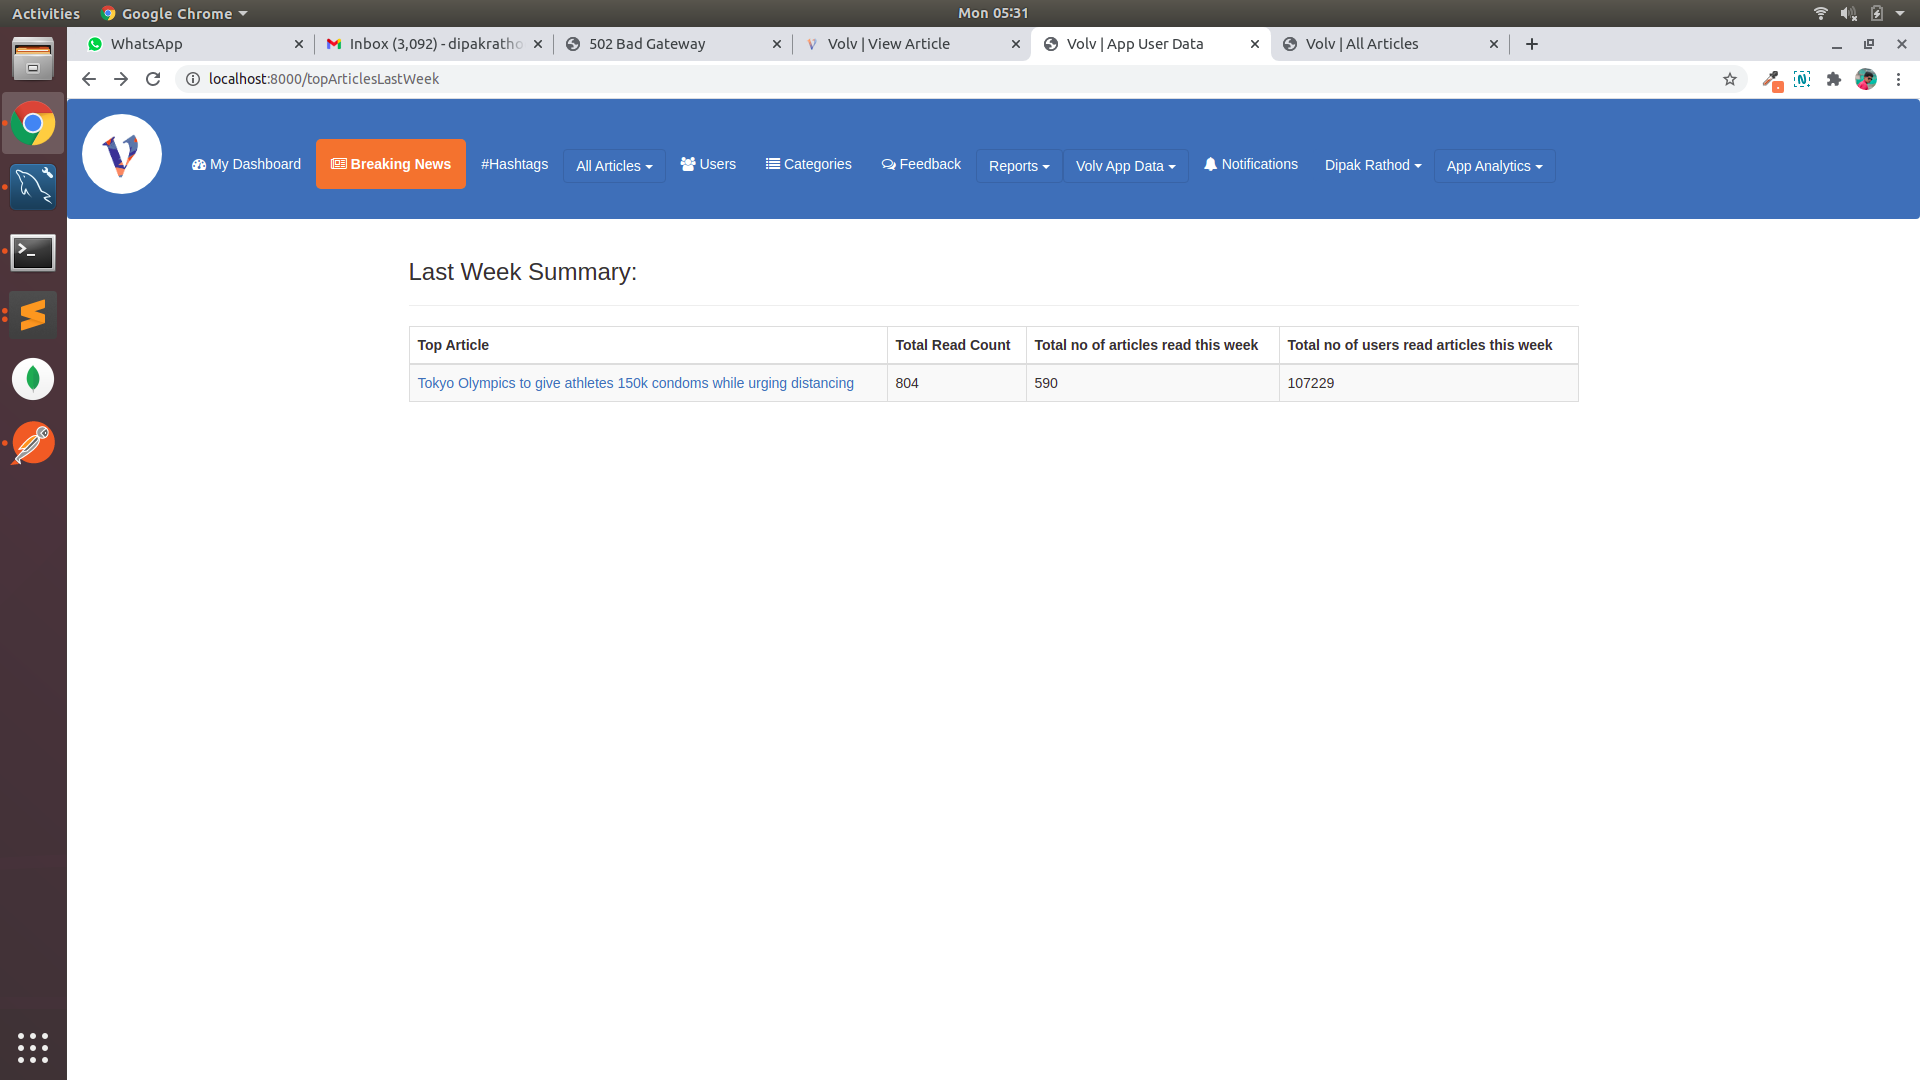 Activities Google Chrome Mon 05:31
WhatsApp Inbox (3,092) - dipakratho 502 Bad Gateway Volv | View Article Volv | App User Data Volv | All Articles
localhost:8000/topArticlesLastWeek
My Dashboard Breaking News #Hashtags All Articles Users Categories Feedback Reports Volv App Data Notifications Dipak Rathod App Analytics
Last Week Summary:
Top Article Total Read Count Total no of articles read this week Total no of users read articles this week
Tokyo Olympics to give athletes 150k condoms while urging distancing 804 590 107229